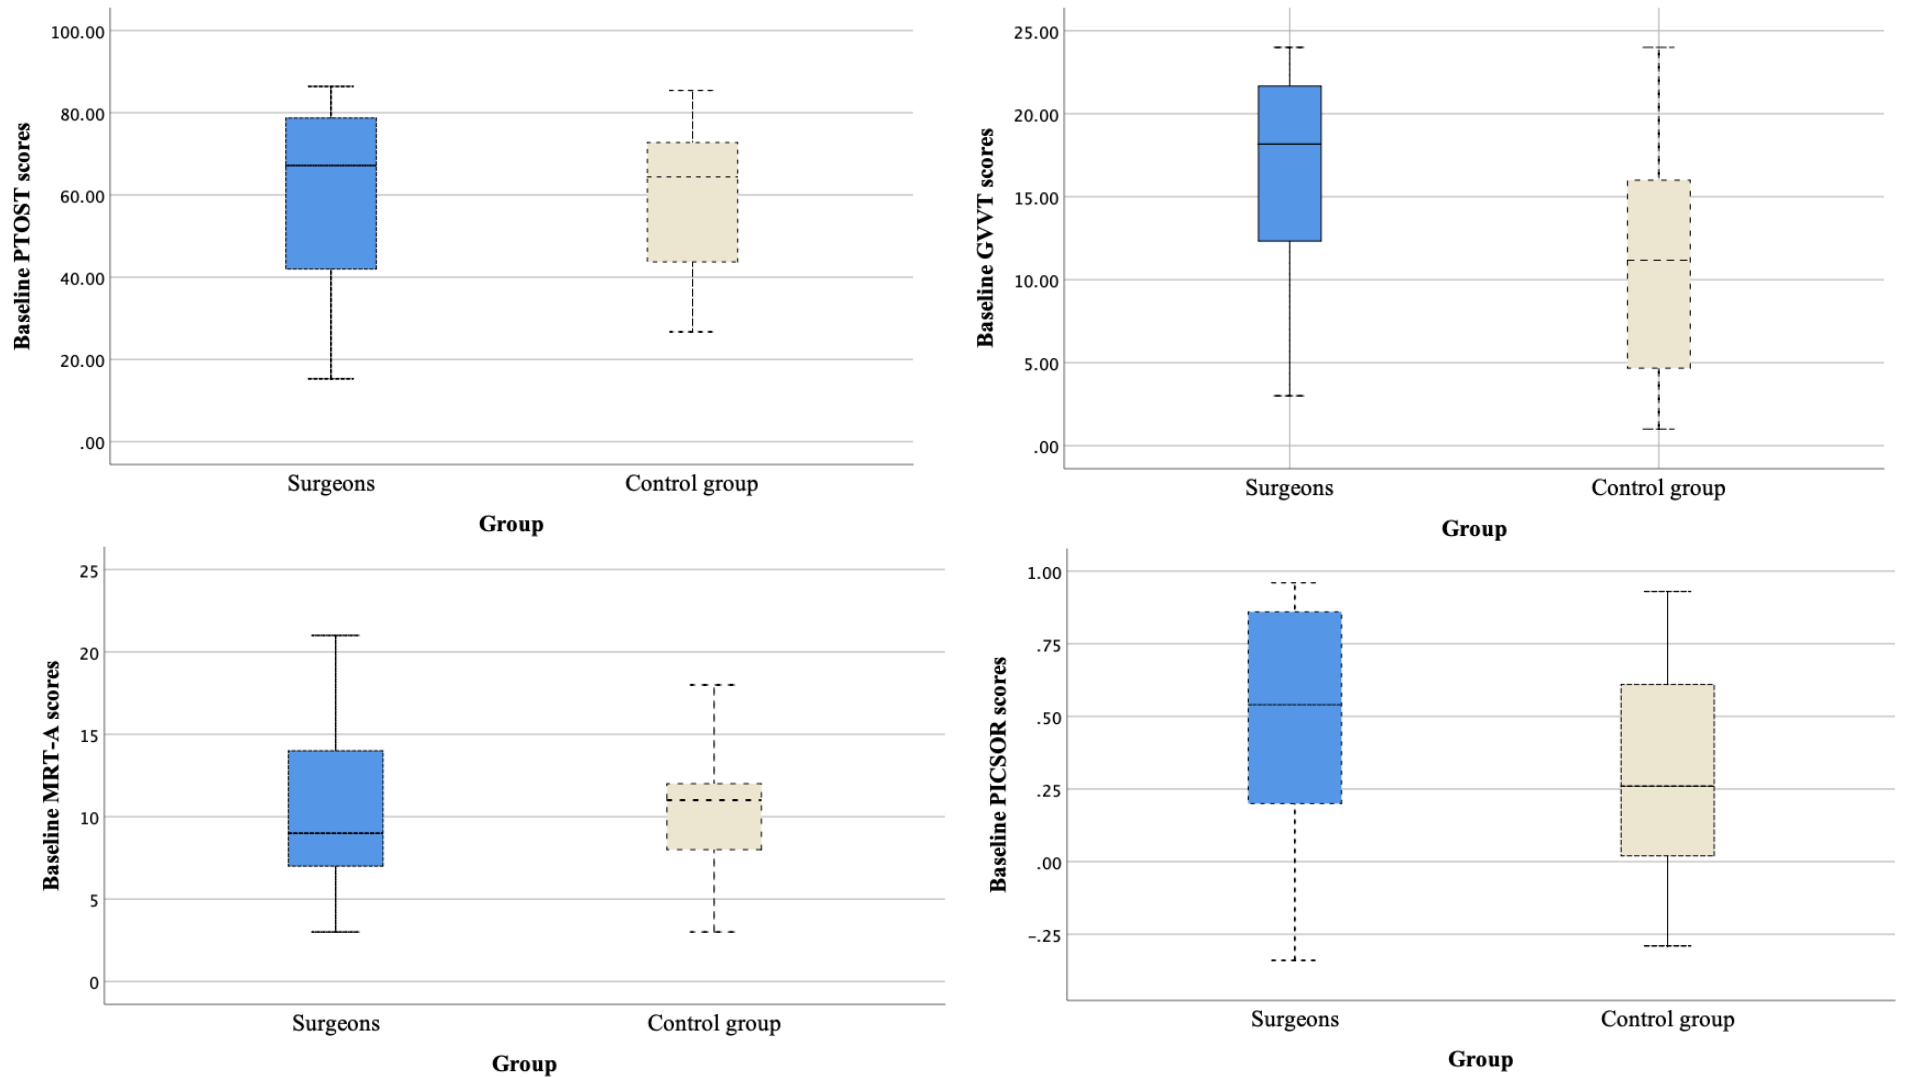 Baseline PTOST scores
100.00
80.00
60.00
40.00
20.00
.00
Surgeons
Control group
Group
Baseline GVVT scores
25.00
20.00
15.00
10.00
5.00
.00
Surgeons
Control group
Group
Baseline MRT-A scores
25
20
15
10
5
0
Surgeons
Control group
Group
Baseline PICSOR scores
1.00
.75
.50
.25
.00
-.25
Surgeons
Control group
Group